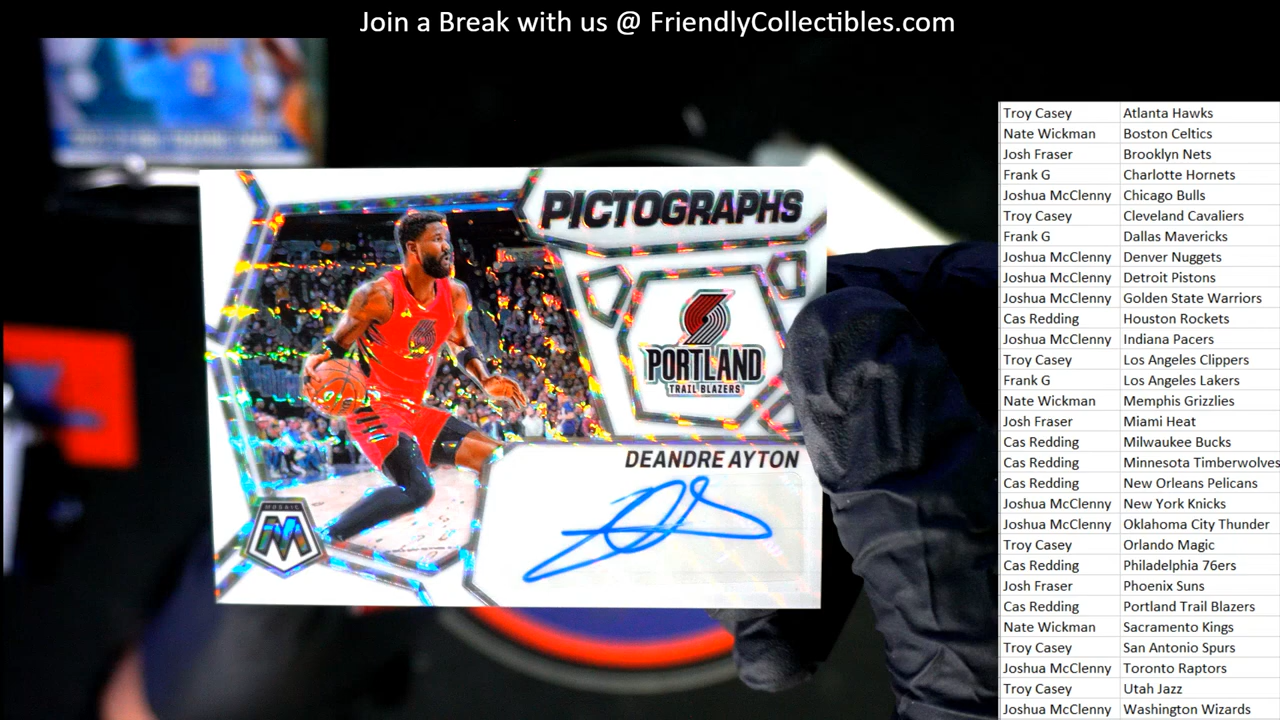 Join a Break with us @ FriendlyCollectibles.com
PICTOGRAPHS
PORTLAND
TRAIL BLAZERS
DEANDRE AYTON
MOSAIC
M
Troy Casey Atlanta Hawks
Nate Wickman Boston Celtics
Josh Fraser Brooklyn Nets
Frank G Charlotte Hornets
Joshua McClenny Chicago Bulls
Troy Casey Cleveland Cavaliers
Frank G Dallas Mavericks
Joshua McClenny Denver Nuggets
Joshua McClenny Detroit Pistons
Joshua McClenny Golden State Warriors
Cas Redding Houston Rockets
Joshua McClenny Indiana Pacers
Troy Casey Los Angeles Clippers
Frank G Los Angeles Lakers
Nate Wickman Memphis Grizzlies
Josh Fraser Miami Heat
Cas Redding Milwaukee Bucks
Cas Redding Minnesota Timberwolves
Cas Redding New Orleans Pelicans
Joshua McClenny New York Knicks
Joshua McClenny Oklahoma City Thunder
Troy Casey Orlando Magic
Cas Redding Philadelphia 76ers
Josh Fraser Phoenix Suns
Cas Redding Portland Trail Blazers
Nate Wickman Sacramento Kings
Troy Casey San Antonio Spurs
Joshua McClenny Toronto Raptors
Troy Casey Utah Jazz
Joshua McClenny Washington Wizards